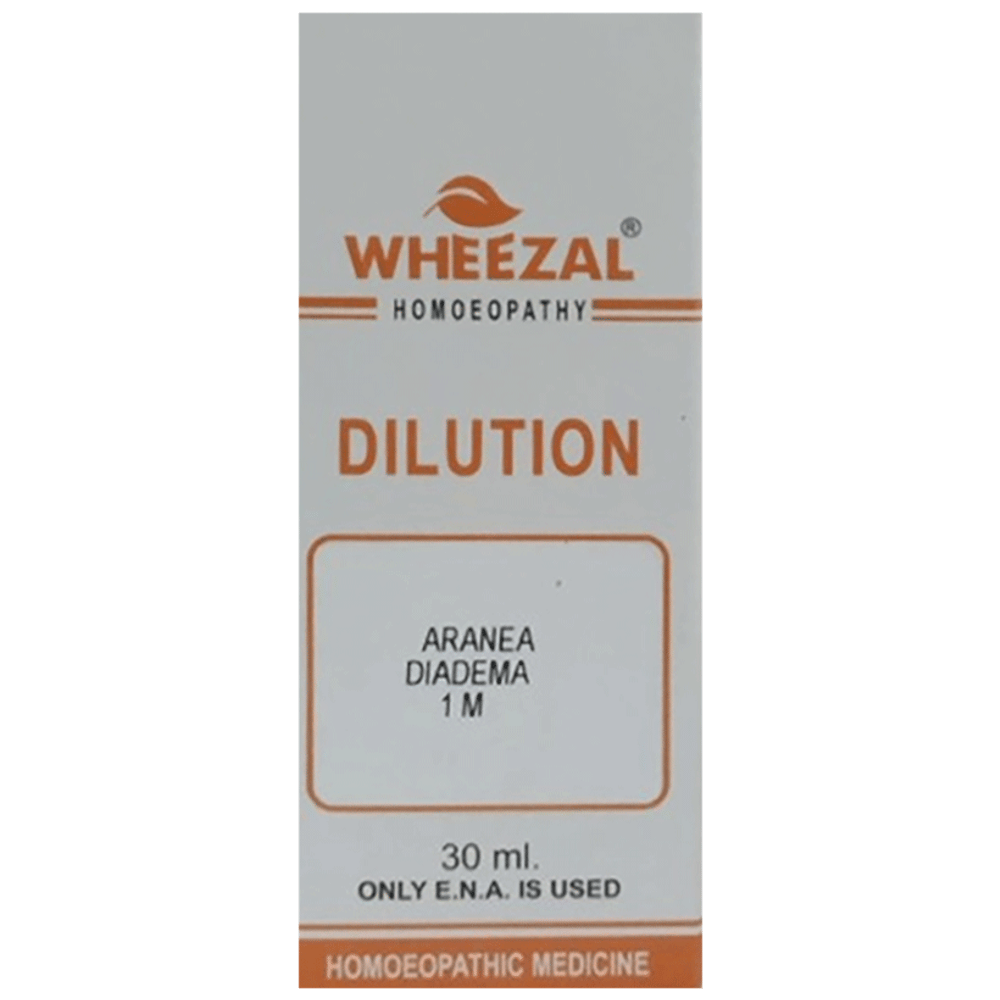 WHEEZAL®
HOMOEOPATHY
DILUTION
ARANEA
DIADEMA
1 M
30 ml.
ONLY E.N.A. IS USED
HOMOEOPATHIC MEDICINE